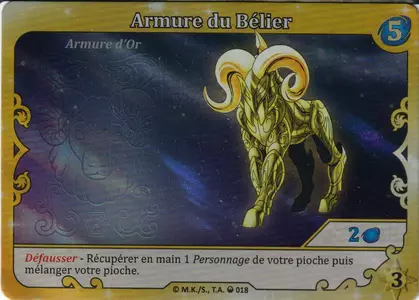 Armure du Bélier
5
Armure d'Or
2
Défausser - Récupérer en main 1 Personnage de votre pioche puis
mélanger votre pioche.
3
© M.K./S., T.A. 018